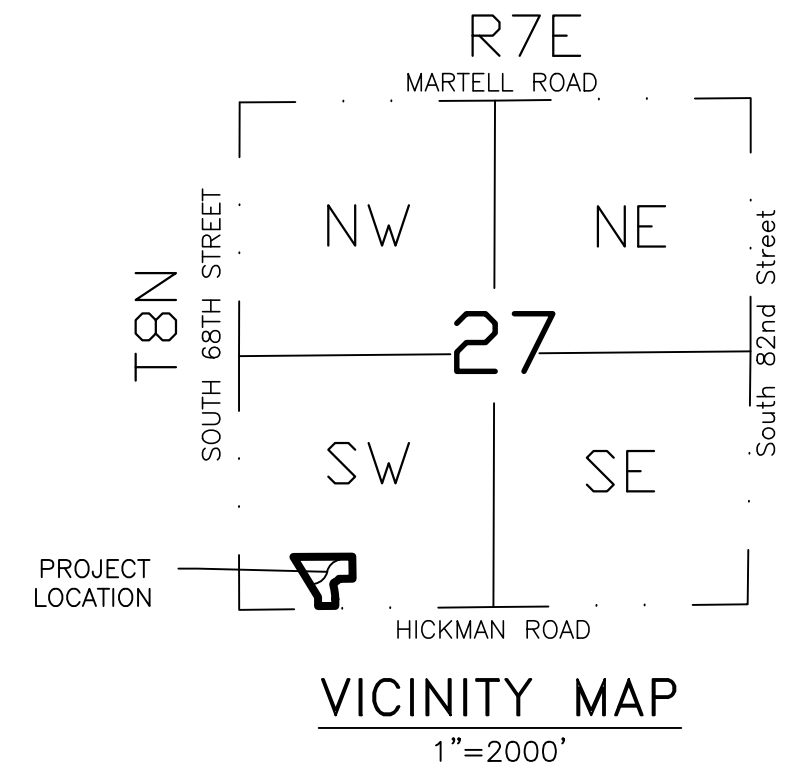 R7E
MARTELL ROAD
NW
NE
SOUTH 68TH STREET
South 82nd Street
T8N
27
SW
SE
PROJECT
LOCATION
HICKMAN ROAD
VICINITY MAP
1"=2000'